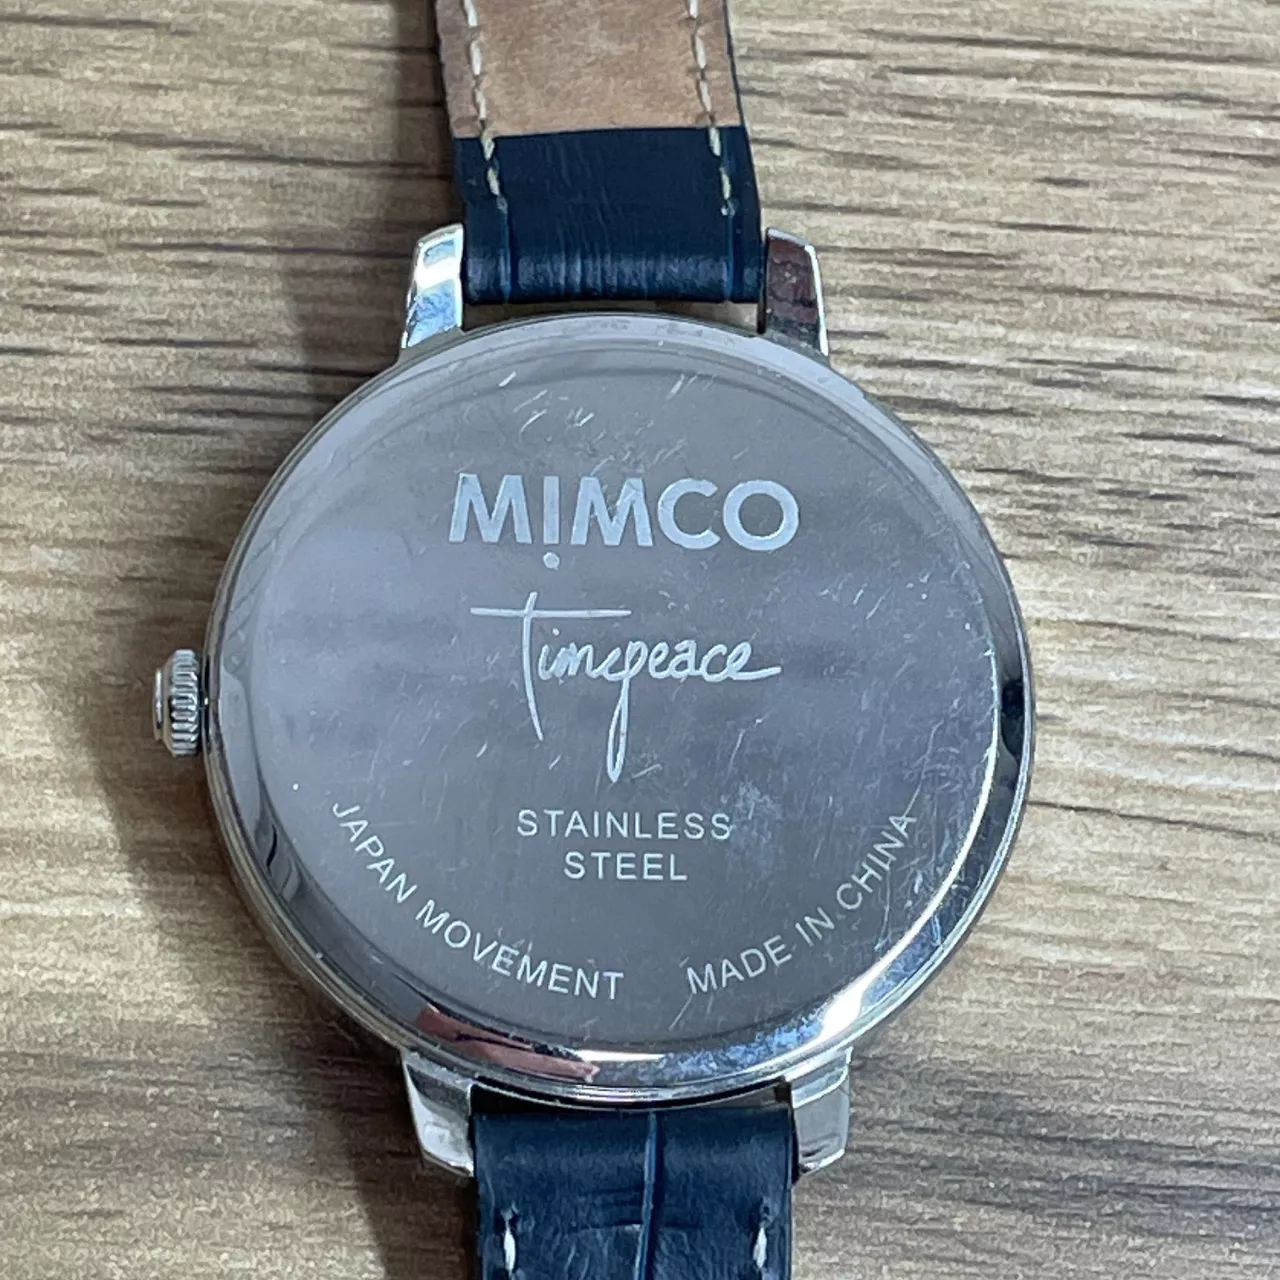 MIMCO
Timepeace
STAINLESS
STEEL
JAPAN MOVEMENT
MADE IN CHINA